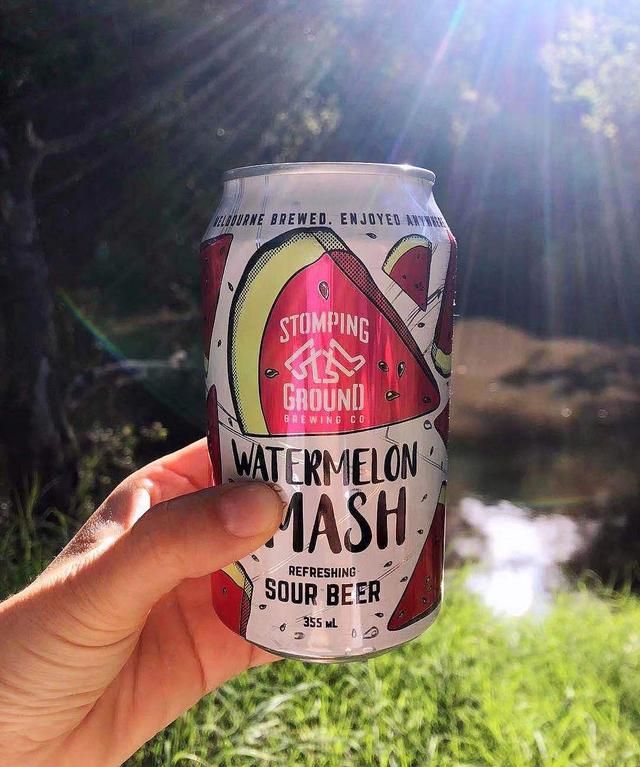 MELBOURNE BREWED. ENJOYED ANYWHERE
STOMPING
GROUND
BREWING CO
WATERMELON
MASH
REFRESHING
SOUR BEER
355 mL